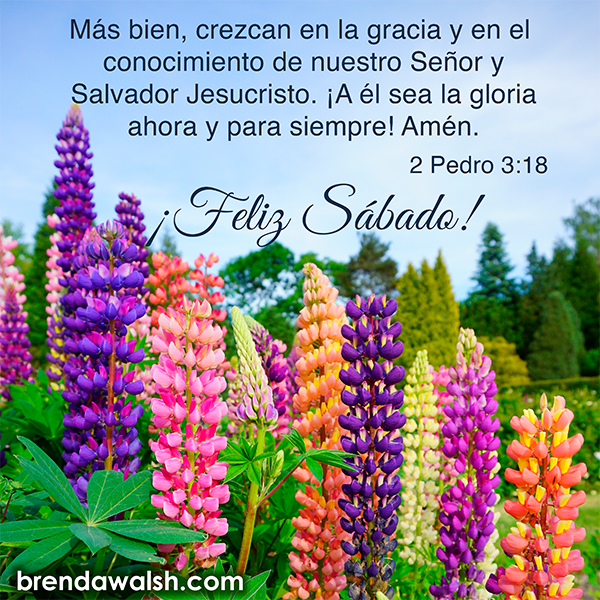 Más bien, crezcan en la gracia y en el
conocimiento de nuestro Señor y
Salvador Jesucristo. ¡A él sea la gloria
ahora y para siempre! Amén.
2 Pedro 3:18
¡Feliz Sábado!
brendawalsh.com